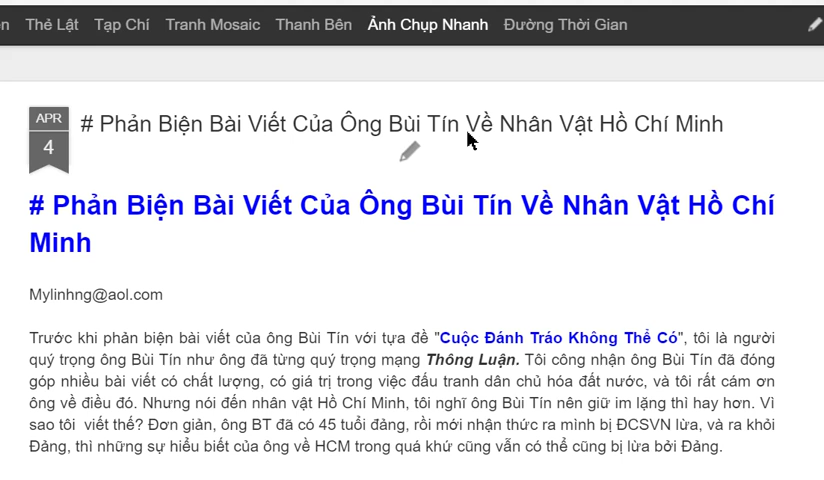 n Thẻ Lật Tạp Chí Tranh Mosaic Thanh Bên Ảnh Chụp Nhanh Đường Thời Gian
APR
4
# Phản Biện Bài Viết Của Ông Bùi Tín Về Nhân Vật Hồ Chí Minh
# Phản Biện Bài Viết Của Ông Bùi Tín Về Nhân Vật Hồ Chí
Minh
Mylinhng@aol.com
Trước khi phản biện bài viết của ông Bùi Tín với tựa đề "Cuộc Đánh Tráo Không Thể Có", tôi là người
quý trọng ông Bùi Tín như ông đã từng quý trọng mạng Thông Luận. Tôi công nhận ông Bùi Tín đã đóng
góp nhiều bài viết có chất lượng, có giá trị trong việc đấu tranh dân chủ hóa đất nước, và tôi rất cám ơn
ông về điều đó. Nhưng nói đến nhân vật Hồ Chí Minh, tôi nghĩ ông Bùi Tín nên giữ im lặng thì hay hơn. Vì
sao tôi viết thế? Đơn giản, ông BT đã có 45 tuổi đảng, rồi mới nhận thức ra mình bị ĐCSVN lừa, và ra khỏi
Đảng, thì những sự hiểu biết của ông về HCM trong quá khứ cũng vẫn có thể cũng bị lừa bởi Đảng.